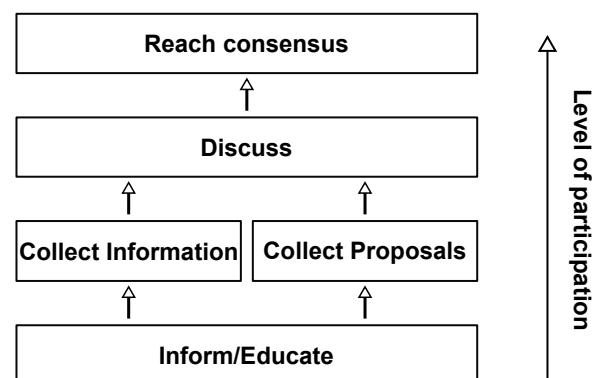 Reach consensus
Discuss
Collect Information
Collect Proposals
Inform/Educate
Level of participation